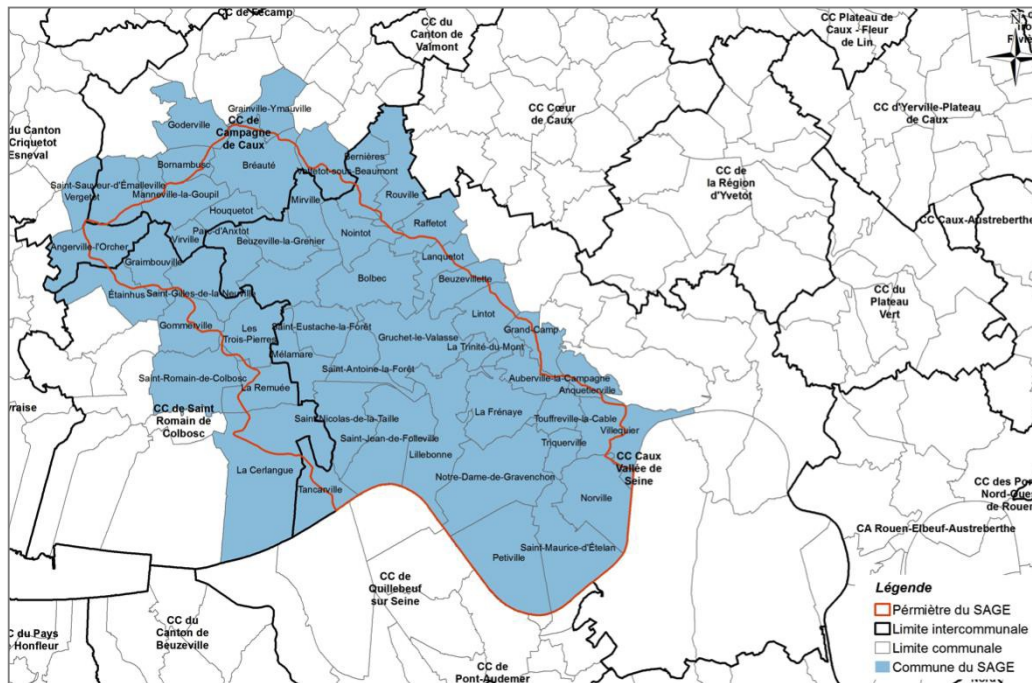 CC de Fécamp
CC du
Canton de
Valmont
CC Plateau de
Caux - Fleur
de Lin
Grainville-Ymauville
Goderville
CC de
Campagne
de Caux
CC Cœur
de Caux
CC d'Yerville-Plateau
de Caux
du Canton
Criquetot
Esneval
Bornambusc
Bréauté
Bernières
Vattetot-sous-Beaumont
CC de
la Région
d'Yvetot
Saint-Sauveur-d'Émalleville
Vergetot
Manneville-la-Goupil
Mirville
Rouville
Houquetot
Raffetot
CC Caux-Austreberthe
Parc-d'Anxtot
Angerville-l'Orcher
Virville
Beuzeville-la-Grenier
Nointot
Graimbouville
Lanquetot
Bolbec
Beuzevillette
CC du
Plateau
Vert
Étainhus
Saint-Gilles-de-la-Neuville
Lintot
Gommerville
Les
Trois-Pierres
Saint-Eustache-la-Forêt
Gruchet-le-Valasse
Grand-Camp
La Trinité-du-Mont
Mélamare
Saint-Antoine-la-Forêt
Saint-Romain-de-Colbosc
La Remuée
Auberville-la-Campagne
Anquetierville
CC de Saint
Romain de
Colbosc
Saint-Nicolas-de-la-Taille
La Frénaye
Touffreville-la-Cable
Villequier
Saint-Jean-de-Folleville
Triquerville
Lillebonne
CC Caux
Vallée de
Seine
La Cerlangue
Tancarville
Notre-Dame-de-Gravenchon
Norville
CA Rouen-Elbeuf-Austreberthe
Saint-Maurice-d'Ételan
Petiville
CC de
Quillebeuf
sur Seine
CC du
Canton de
Beuzeville
CC de
Pont-Audemer
Légende
Pérmiètre du SAGE
Limite intercommunale
Limite communale
Commune du SAGE